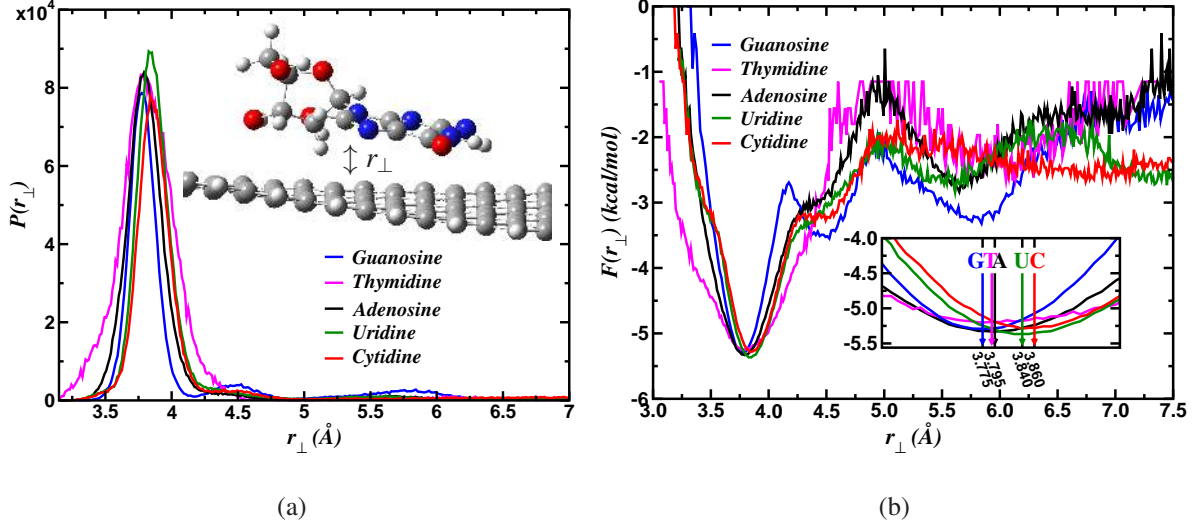 x10⁴
10
8
6
4
2
0
P(r⊥)
r⊥
Guanosine
Thymidine
Adenosine
Uridine
Cytidine
3.5 4 4.5 5 5.5 6 6.5 7
r⊥ (Å)
(a)
0
-1
-2
-3
-4
-5
-6
F(r⊥) (kcal/mol)
Guanosine
Thymidine
Adenosine
Uridine
Cytidine
-4.0
-4.5
-5.0
-5.5
G T A U C
3.775 3.795 3.840 3.860
3.0 3.5 4.0 4.5 5.0 5.5 6.0 6.5 7.0 7.5
r⊥ (Å)
(b)